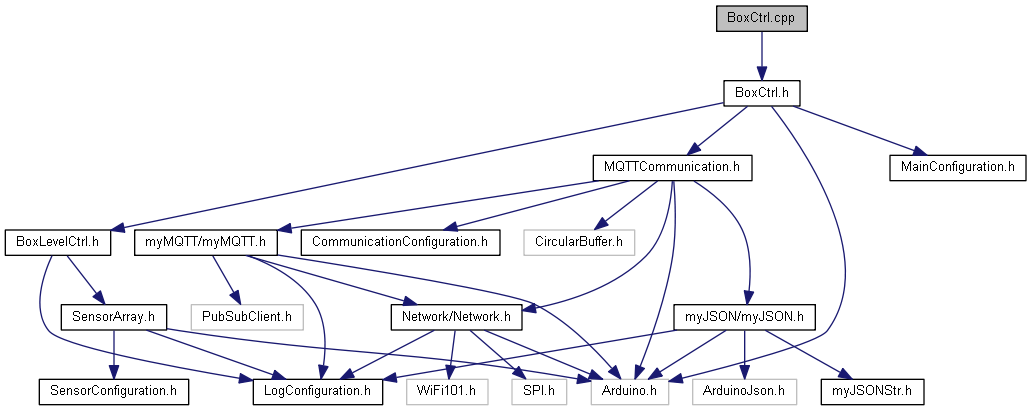 BoxCtrl.cpp
BoxCtrl.h
MQTTCommunication.h
MainConfiguration.h
BoxLevelCtrl.h
myMQTT/myMQTT.h
CommunicationConfiguration.h
CircularBuffer.h
SensorArray.h
PubSubClient.h
Network/Network.h
myJSON/myJSON.h
SensorConfiguration.h
LogConfiguration.h
WiFi101.h
SPI.h
Arduino.h
ArduinoJson.h
myJSONStr.h